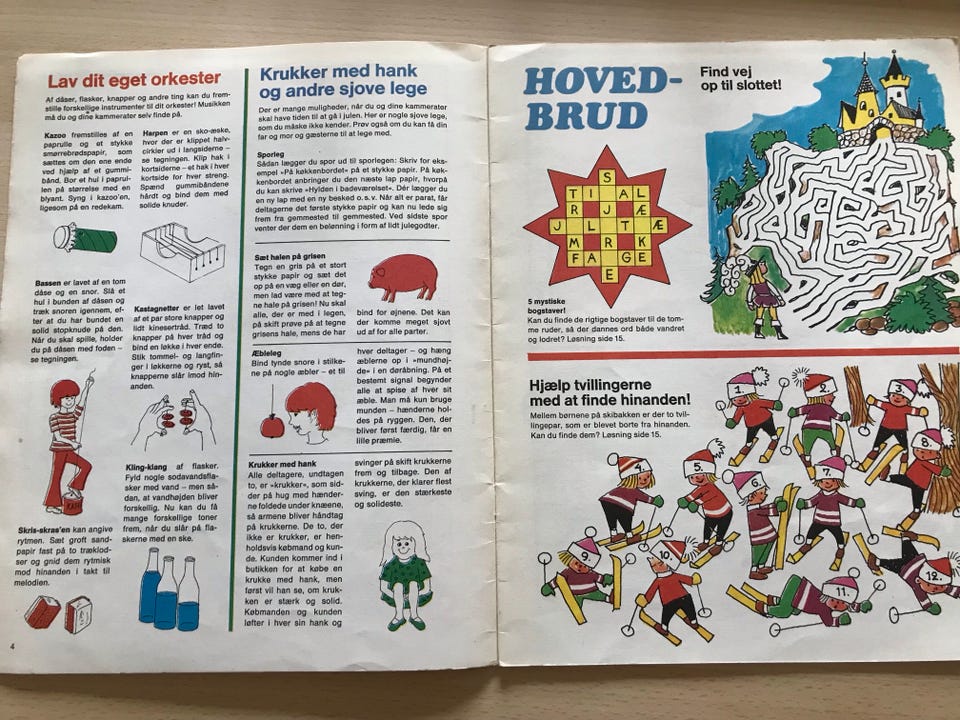 Lav dit eget orkester
Af dåser, flasker, knapper og andre ting kan du frem-
stille forskellige instrumenter til dit orkester! Musikken
må du og dine kammerater selv finde på.
Kazoo fremstilles af en
paprulle og et stykke
smørrebrødspapir, som
sættes om den ene ende
ved hjælp af et gummi-
bånd. Bor et hul i paprul-
len på størrelse med en
blyant. Syng i kazoo'en,
ligesom på en redekam.
Harpen er en sko-æske,
hvor der er klippet halv-
cirkler ud i langsiderne –
se tegningen. Klip hak i
kortsiderne – et hak i hver
kortside for hver streng.
Spænd gummibåndene
hårdt og bind dem med
solide knuder.
Bassen er lavet af en tom
dåse og en snor. Slå et
hul i bunden af dåsen og
træk snoren igennem, ef-
ter at du har bundet en
solid stopknude på den.
Når du skal spille, holder
du på dåsen med foden –
se tegningen.
Kastagnetter er let lavet
af et par store knapper og
lidt kinesertråd. Træd to
knapper på hver tråd og
bind en løkke i hver ende.
Stik tommel- og langfin-
ger i løkkerne og ryst, så
knapperne slår imod hin-
anden.
Kling-klang af flasker.
Fyld nogle sodavandsfla-
sker med vand – men så-
dan, at vandhøjden bliver
forskellig. Nu kan du få
mange forskellige toner
frem, når du slår på fla-
skerne med en ske.
Skris-skras'en kan angive
rytmen. Sæt groft sand-
papir fast på to træklod-
ser og gnid dem rytmisk
mod hinanden i takt til
melodien.
4
Krukker med hank
og andre sjove lege
Der er mange muligheder, når du og dine kammerater
skal have tiden til at gå i julen. Her er nogle sjove lege,
som du måske ikke kender. Prøv også om du kan få din
far og mor og gæsterne til at lege med.
Sporleg
Sådan lægger du spor ud til sporlegen: Skriv for eks-
empel »På køkkenbordet« på et stykke papir. På køk-
kenbordet anbringer du den næste lap papir, hvorpå
du kan skrive »Hylden i badeværelset«. Dér lægger du
en ny lap med en ny besked o. s. v. Når alt er parat, får
deltagerne det første stykke papir og kan nu lede sig
frem fra gemmested til gemmested. Ved sidste spor
venter der dem en belønning i form af lidt julegodter.
Sæt halen på grisen
Tegn en gris på et stort
stykke papir og sæt det
op på en væg eller en dør,
men lad være med at teg-
ne hale på grisen! Nu skal
alle, der er med i legen,
på skift prøve på at tegne
grisens hale, mens de har
bind for øjnene. Det kan
der komme meget sjovt
ud af for alle parter.
Æbleleg
Bind tynde snore i stilke-
ne på nogle æbler – et til
hver deltager – og hæng
æblerne op i »mundhøj-
de« i en døråbning. På et
bestemt signal begynder
alle at spise af hver sit
æble. Man må kun bruge
munden – hænderne hol-
des på ryggen. Den, der
bliver først færdig, får en
lille præmie.
Krukker med hank
Alle deltagere, undtagen
to, er »krukker«, som sid-
der på hug med hænder-
ne foldede under knæene,
så armene bliver håndtag
på krukkerne. De to, der
ikke er krukker, er hen-
holdsvis købmand og kun-
de. Kunden kommer ind i
butikken for at købe en
krukke med hank, men
først vil han se, om kruk-
ken er stærk og solid.
Købmanden og kunden
løfter i hver sin hank og
svinger på skift krukkerne
frem og tilbage. Den af
krukkerne, der klarer flest
sving, er den stærkeste
og solideste.
HOVED-
BRUD
S
T I A L
F A G E
E
5 mystiske
bogstaver!
Kan du finde de rigtige bogstaver til de tom-
me ruder, så der dannes ord både vandret
og lodret? Løsning side 15.
Find vej
op til slottet!
Hjælp tvillingerne
med at finde hinanden!
Mellem børnene på skibakken er der to tvil-
lingepar, som er blevet borte fra hinanden.
Kan du finde dem? Løsning side 15.
1.
2.
3.
4.
5.
6.
7.
8.
9.
10.
11.
12.